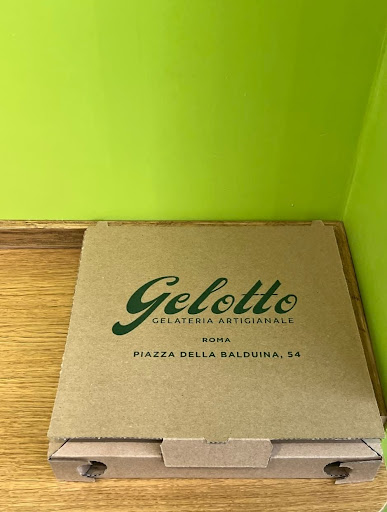 Gelotto
GELATERIA ARTIGIANALE
ROMA
PIAZZA DELLA BALDUINA, 54